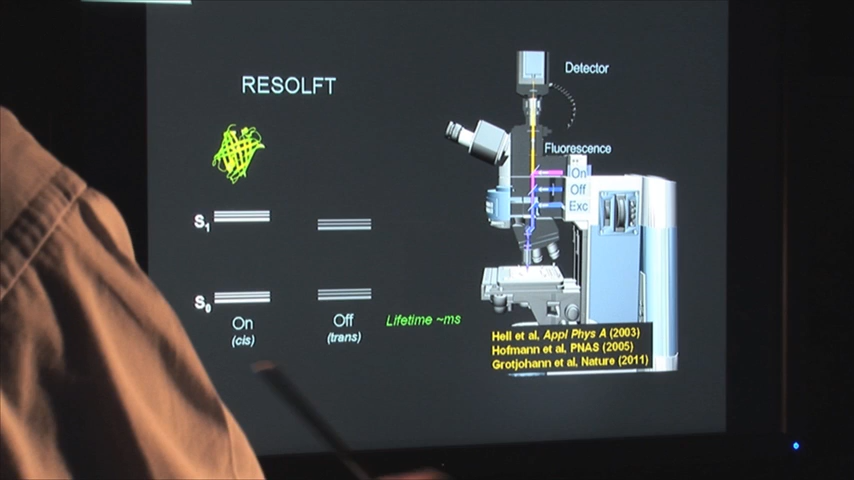 RESOLFT
Detector
Fluorescence
On
Off
Exc
S1
S0
On
(cis)
Off
(trans)
Lifetime ~ms
Hell et al. Appl Phys A (2003)
Hofmann et al, PNAS (2005)
Grotjohann et al, Nature (2011)